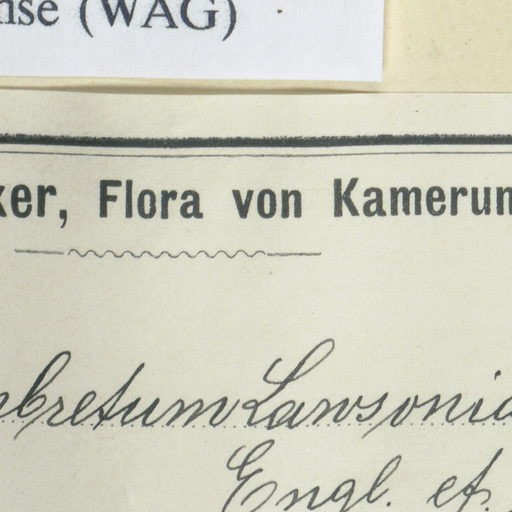 nse (WAG)
ker, Flora von Kamerun
mbretum Lawsonia
Engl. et.